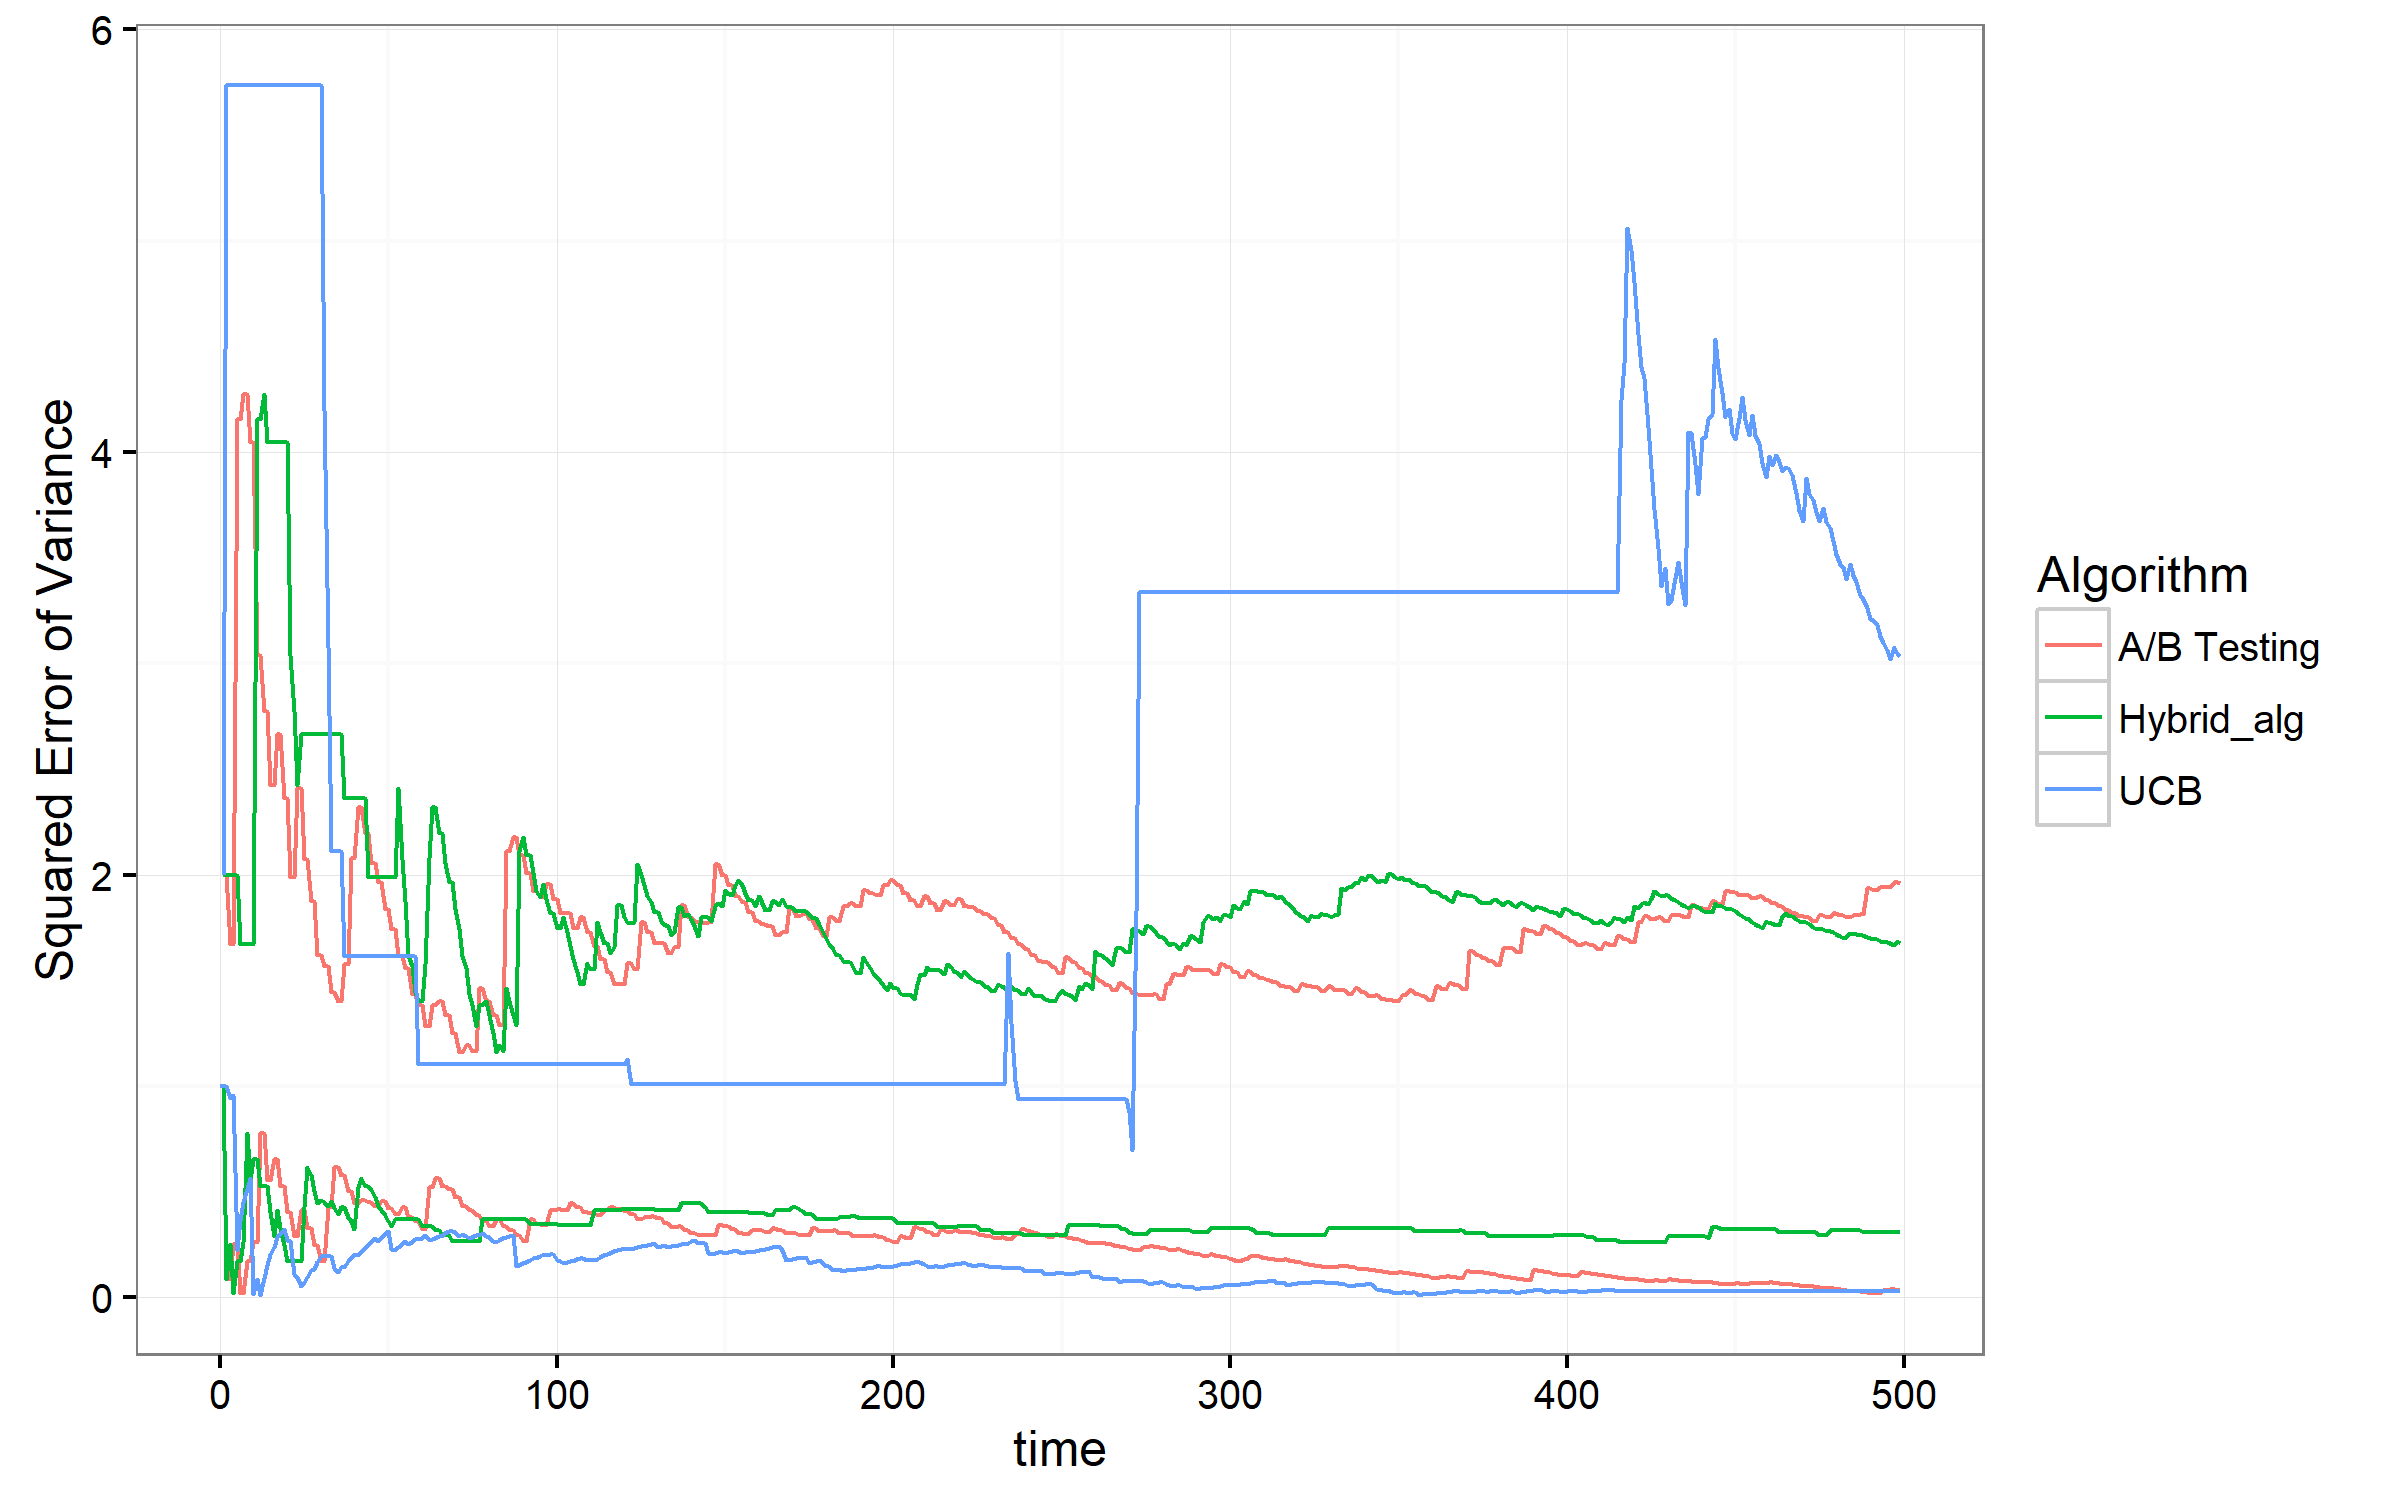 Squared Error of Variance
6
4
2
0
0 100 200 300 400 500
time
Algorithm
A/B Testing
Hybrid_alg
UCB